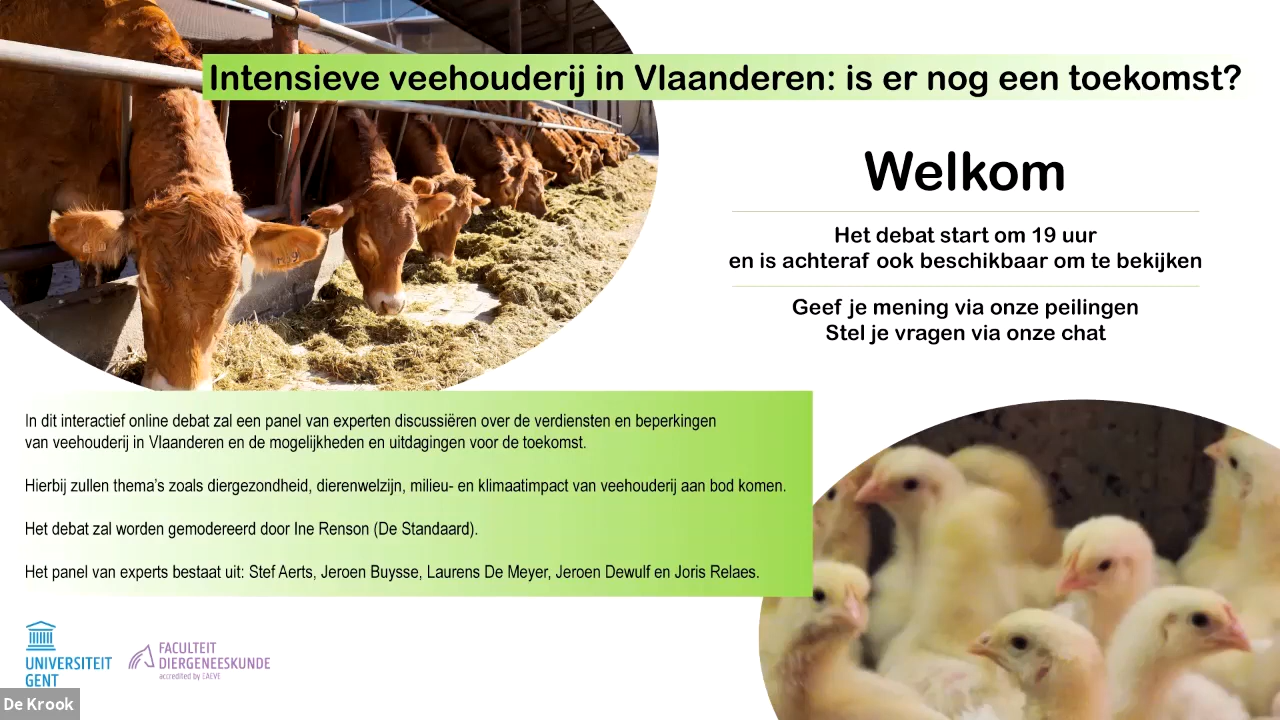 Intensieve veehouderij in Vlaanderen: is er nog een toekomst?
Welkom
Het debat start om 19 uur
en is achteraf ook beschikbaar om te bekijken
Geef je mening via onze peilingen
Stel je vragen via onze chat
In dit interactief online debat zal een panel van experten discussiëren over de verdiensten en beperkingen
van veehouderij in Vlaanderen en de mogelijkheden en uitdagingen voor de toekomst.
Hierbij zullen thema’s zoals diergezondheid, dierenwelzijn, milieu- en klimaatimpact van veehouderij aan bod komen.
Het debat zal worden gemodereerd door Ine Renson (De Standaard).
Het panel van experts bestaat uit: Stef Aerts, Jeroen Buysse, Laurens De Meyer, Jeroen Dewulf en Joris Relaes.
UNIVERSITEIT
GENT
FACULTEIT
DIERGENEESKUNDE
accredited by EAEVE
De Krook